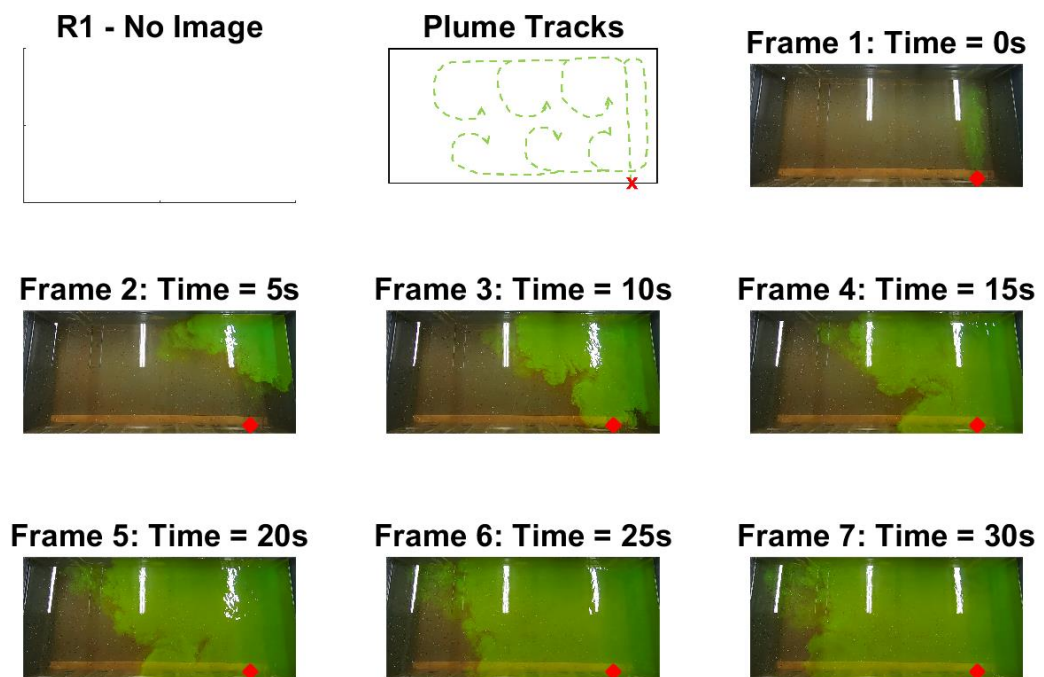 R1 - No Image
Plume Tracks
Frame 1: Time = 0s
x
Frame 2: Time = 5s
Frame 3: Time = 10s
Frame 4: Time = 15s
Frame 5: Time = 20s
Frame 6: Time = 25s
Frame 7: Time = 30s